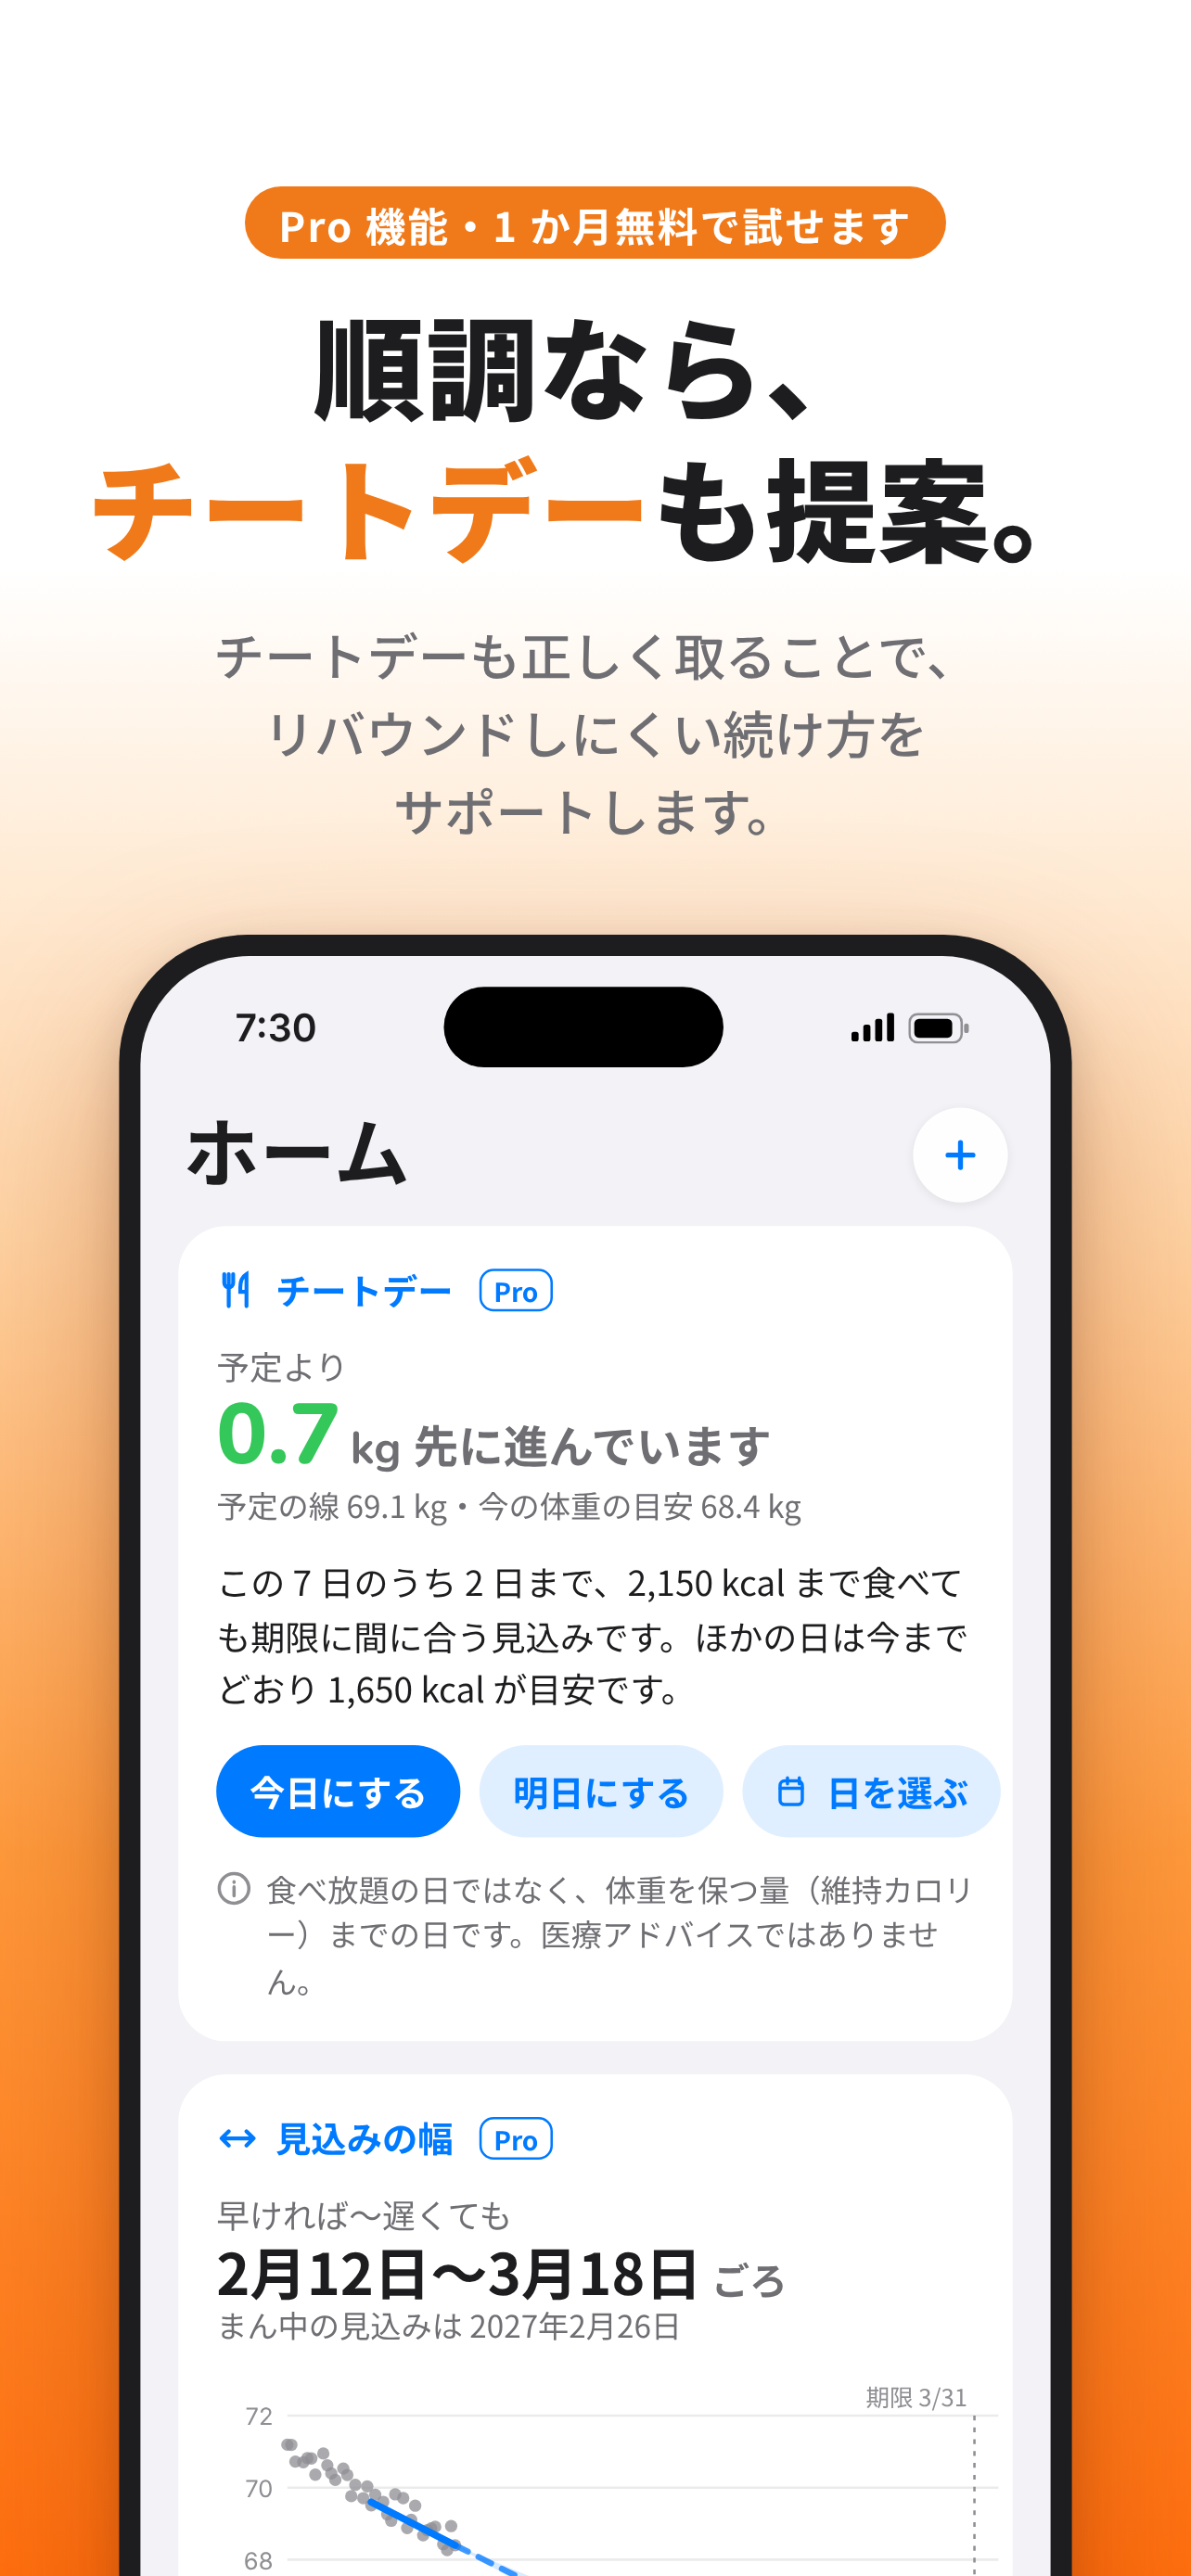 Pro 機能・1 か月無料で試せます
順調なら、
チートデーも提案。
チートデーも正しく取ることで、
リバウンドしにくい続け方を
サポートします。
7:30
ホーム
チートデー Pro
予定より
0.7 kg 先に進んでいます
予定の線 69.1 kg・今の体重の目安 68.4 kg
この 7 日のうち 2 日まで、2,150 kcal まで食べて
も期限に間に合う見込みです。ほかの日は今まで
どおり 1,650 kcal が目安です。
今日にする 明日にする 日を選ぶ
食べ放題の日ではなく、体重を保つ量（維持カロリ
ー）までの日です。医療アドバイスではありませ
ん。
見込みの幅 Pro
早ければ〜遅くても
2月12日〜3月18日 ごろ
まん中の見込みは 2027年2月26日
期限 3/31
72
70
68